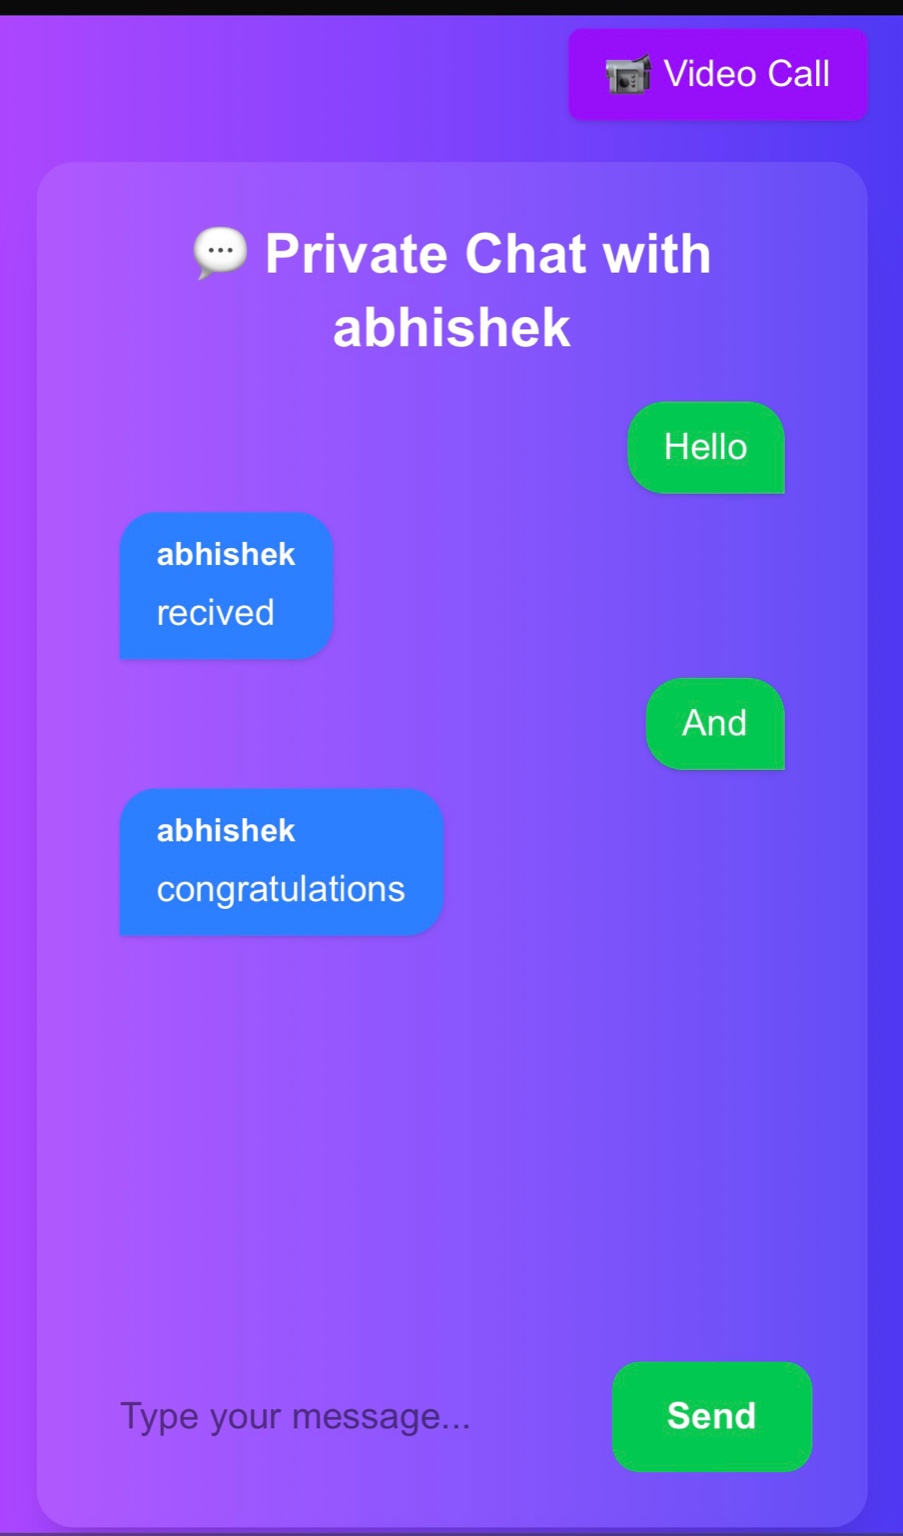 📹 Video Call
💬 Private Chat with
abhishek
Hello
abhishek
recived
And
abhishek
congratulations
Type your message...
Send